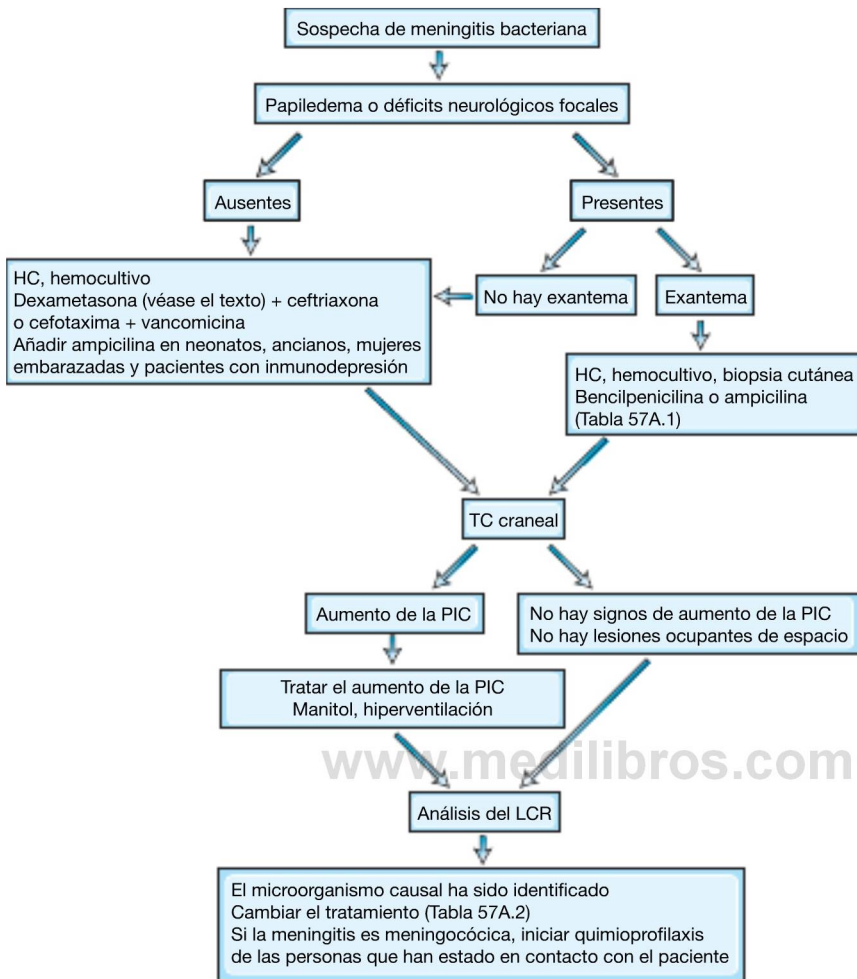 Sospecha de meningitis bacteriana
Papiledema o déficits neurológicos focales
Ausentes
Presentes
HC, hemocultivo
Dexametasona (véase el texto) + ceftriaxona
o cefotaxima + vancomicina
Añadir ampicilina en neonatos, ancianos, mujeres
embarazadas y pacientes con inmunodepresión
No hay exantema
Exantema
HC, hemocultivo, biopsia cutánea
Bencilpenicilina o ampicilina
(Tabla 57A.1)
TC craneal
Aumento de la PIC
No hay signos de aumento de la PIC
No hay lesiones ocupantes de espacio
Tratar el aumento de la PIC
Manitol, hiperventilación
www.medilibros.com
Análisis del LCR
El microorganismo causal ha sido identificado
Cambiar el tratamiento (Tabla 57A.2)
Si la meningitis es meningocócica, iniciar quimioprofilaxis
de las personas que han estado en contacto con el paciente